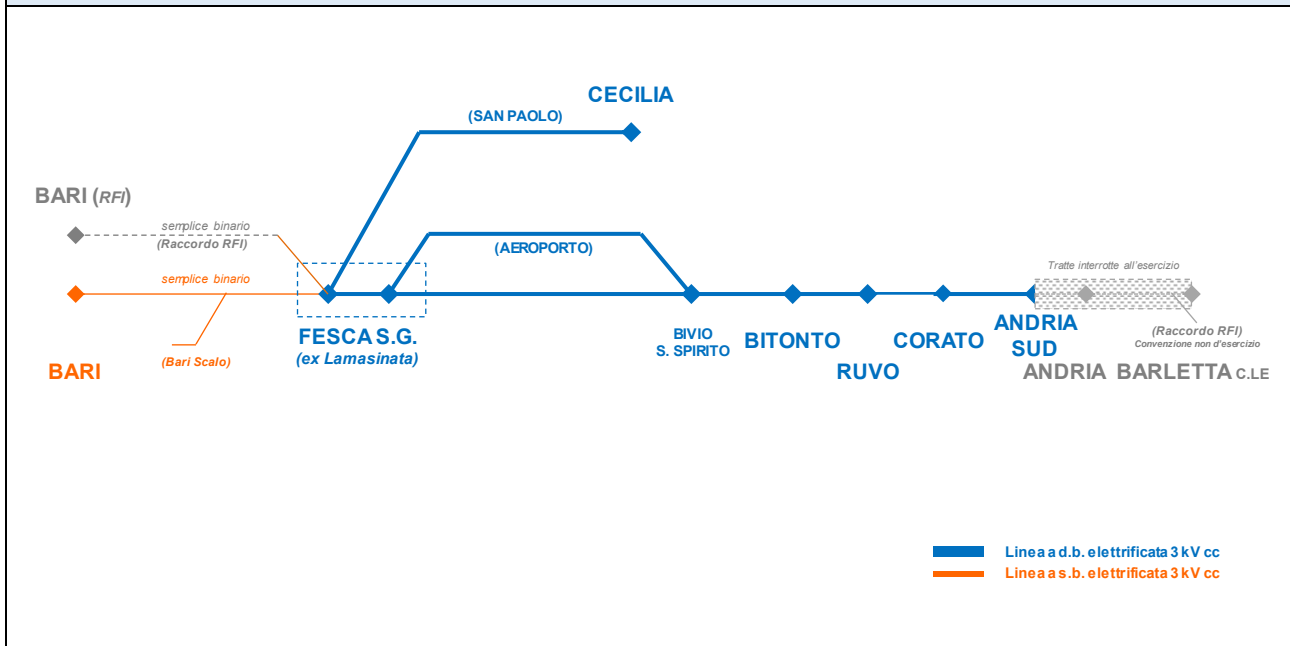 CECILIA
(SAN PAOLO)
BARI (RFI)
semplice binario
(Raccordo RFI)
(AEROPORTO)
semplice binario
Tratte interrotte all'esercizio
FESCA S.G.
(ex Lamasinata)
BIVIO
S. SPIRITO
BITONTO
CORATO
ANDRIA
SUD
(Raccordo RFI)
Convenzione non d'esercizio
(Bari Scalo)
BARI
RUVO
ANDRIA
BARLETTA C.LE
Linea a d.b. elettrificata 3 kV cc
Linea a s.b. elettrificata 3 kV cc